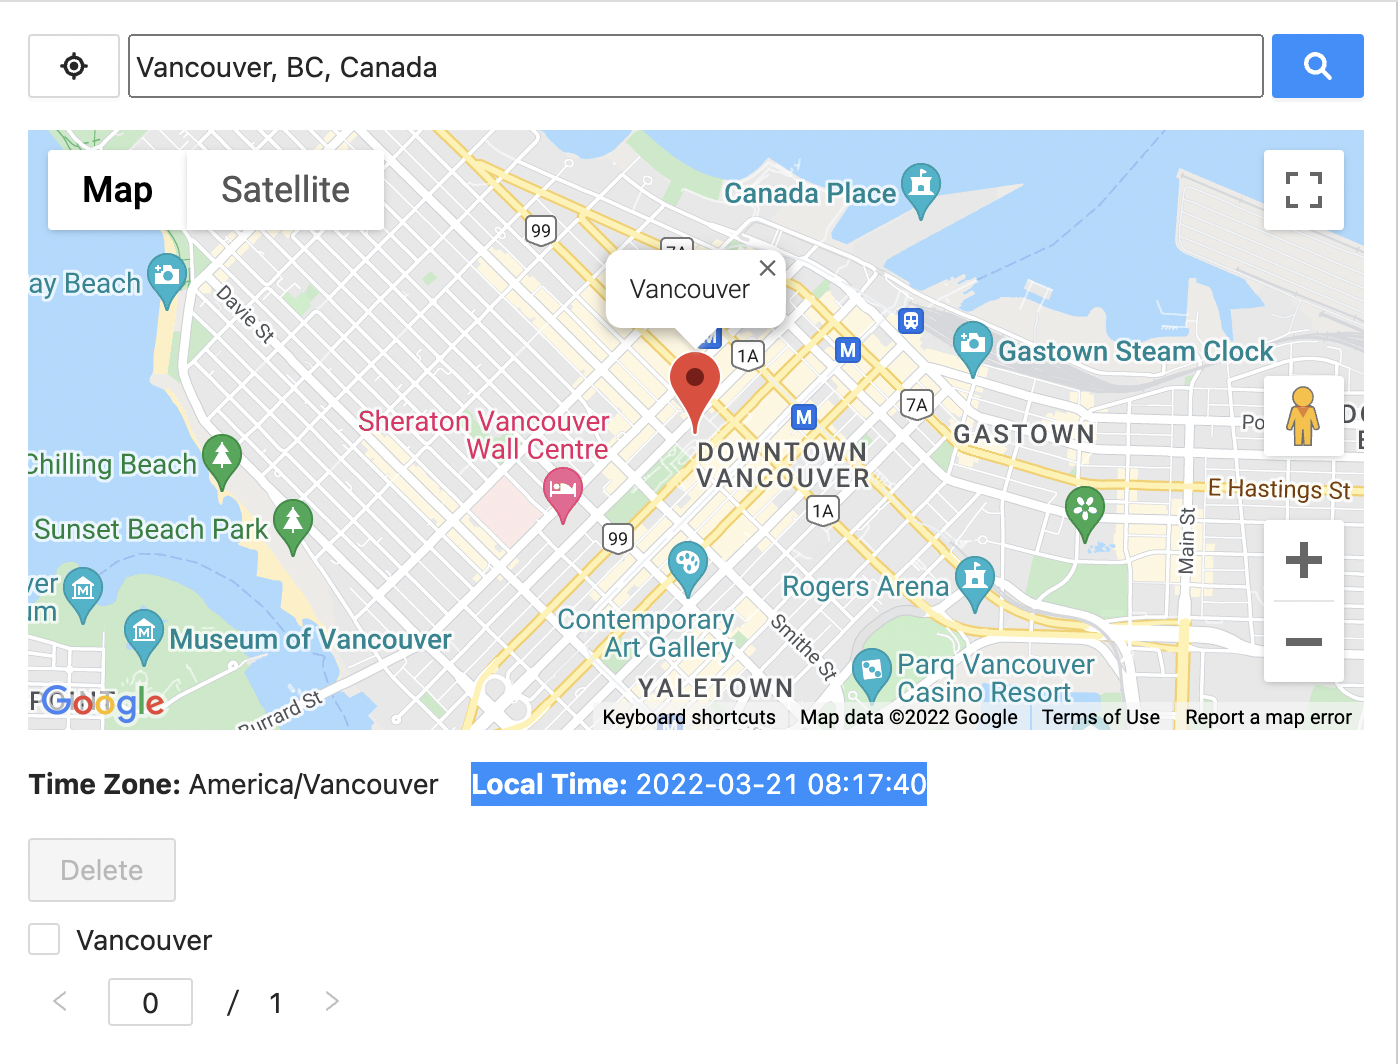 Vancouver, BC, Canada
Map Satellite
Canada Place
99
7A
ay Beach
Davie St
Vancouver
M
1A
M
Gastown Steam Clock
7A
M
Sheraton Vancouver
Wall Centre
GASTOWN
Po
DOWNTOWN
VANCOUVER
Chilling Beach
E Hastings St
1A
Sunset Beach Park
99
Main St
Rogers Arena
ver
um
Contemporary
Art Gallery
Smithe St
Museum of Vancouver
Parq Vancouver
Casino Resort
YALETOWN
Google
Burrard St
Keyboard shortcuts Map data ©2022 Google Terms of Use Report a map error
Time Zone: America/Vancouver Local Time: 2022-03-21 08:17:40
Delete
Vancouver
< 0 / 1 >